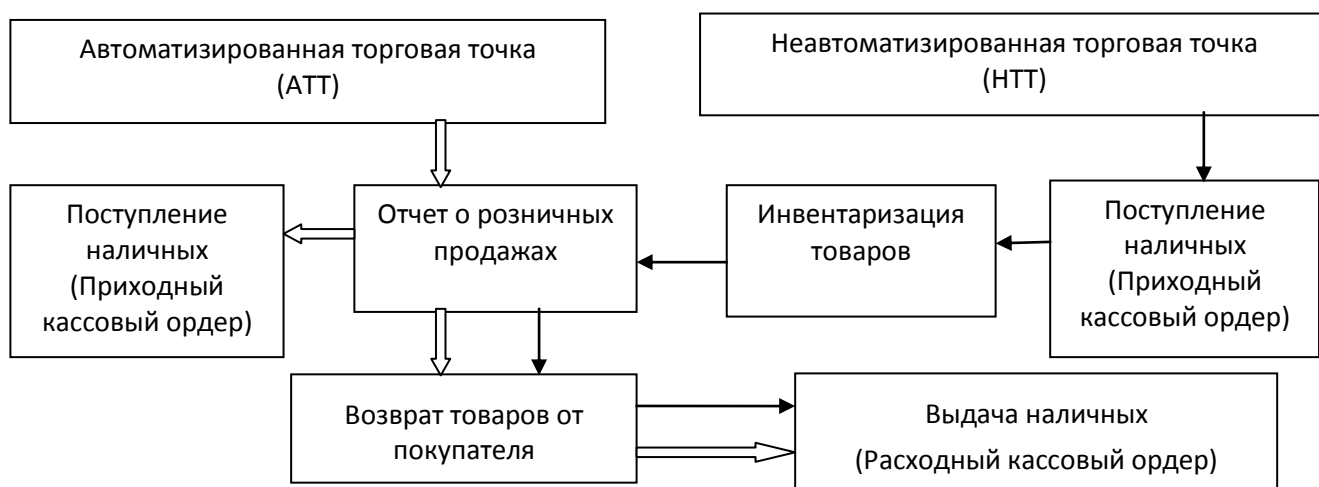 Автоматизированная торговая точка
(АТТ)
Неавтоматизированная торговая точка
(НТТ)
Поступление
наличных
(Приходный
кассовый ордер)
Отчет о розничных
продажах
Инвентаризация
товаров
Поступление
наличных
(Приходный
кассовый ордер)
Возврат товаров от
покупателя
Выдача наличных
(Расходный кассовый ордер)